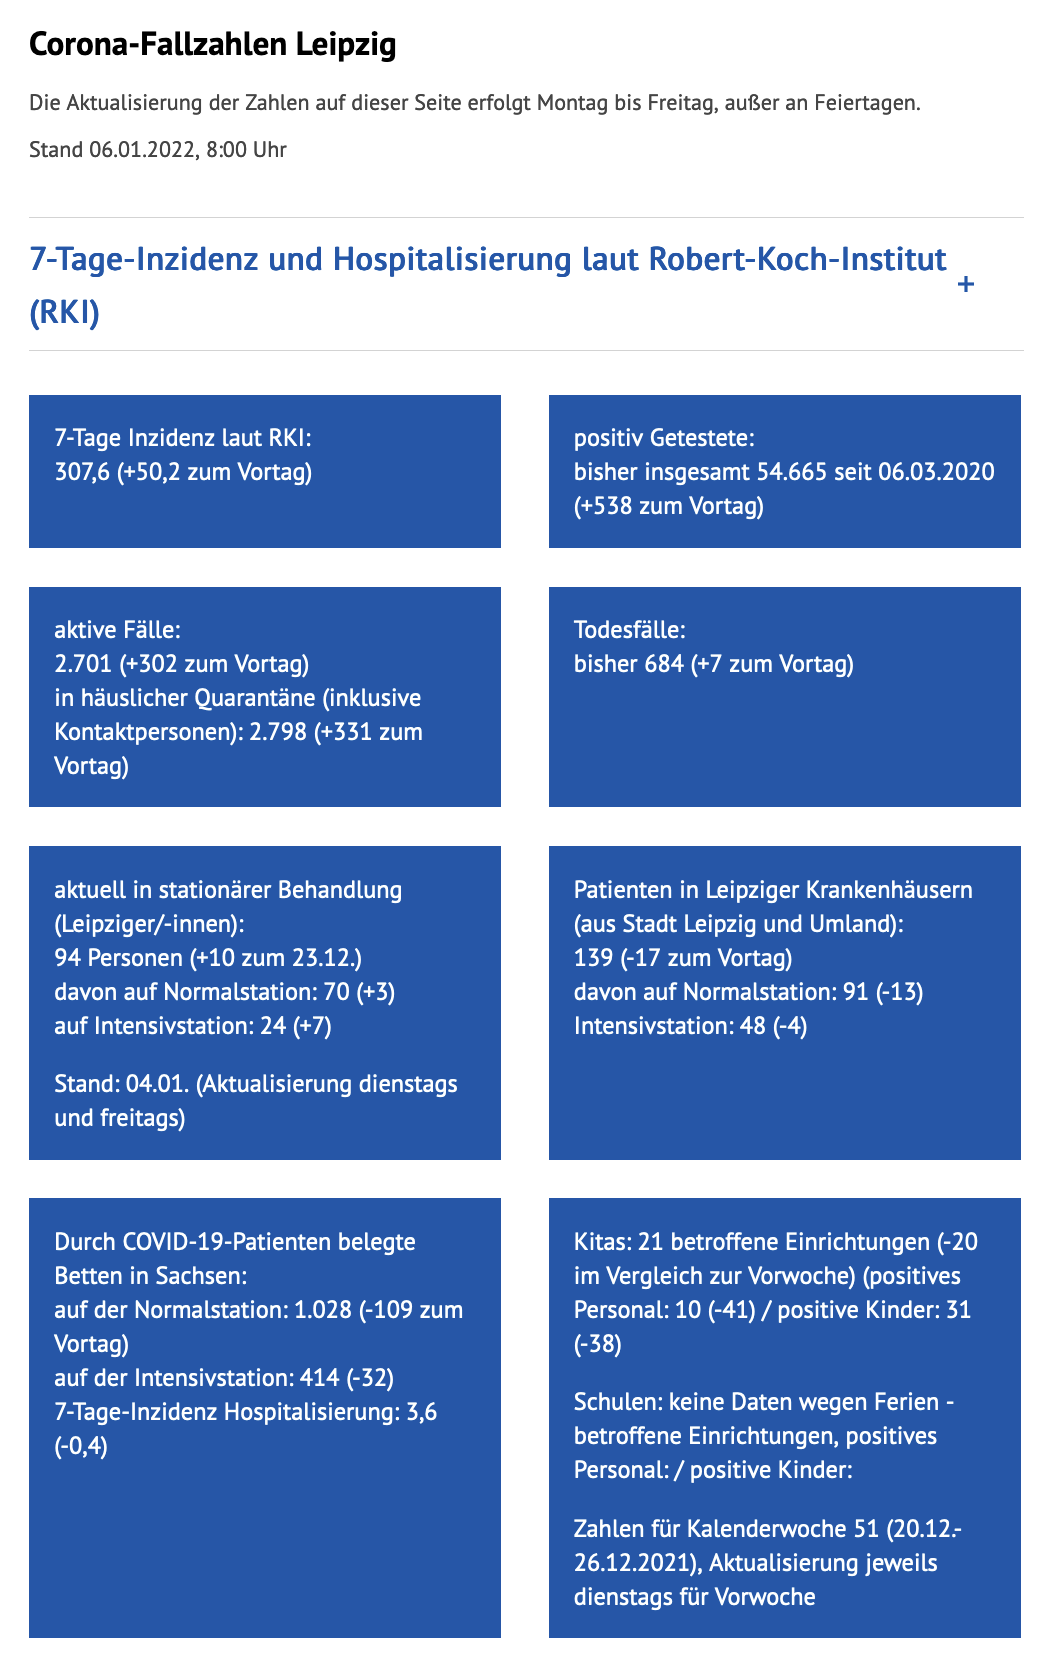 Corona-Fallzahlen Leipzig
Die Aktualisierung der Zahlen auf dieser Seite erfolgt Montag bis Freitag, außer an Feiertagen.
Stand 06.01.2022, 8:00 Uhr
7-Tage-Inzidenz und Hospitalisierung laut Robert-Koch-Institut
(RKI)
+
7-Tage Inzidenz laut RKI:
307,6 (+50,2 zum Vortag)
positiv Getestete:
bisher insgesamt 54.665 seit 06.03.2020
(+538 zum Vortag)
aktive Fälle:
2.701 (+302 zum Vortag)
in häuslicher Quarantäne (inklusive
Kontaktpersonen): 2.798 (+331 zum
Vortag)
Todesfälle:
bisher 684 (+7 zum Vortag)
aktuell in stationärer Behandlung
(Leipziger/-innen):
94 Personen (+10 zum 23.12.)
davon auf Normalstation: 70 (+3)
auf Intensivstation: 24 (+7)
Stand: 04.01. (Aktualisierung dienstags
und freitags)
Patienten in Leipziger Krankenhäusern
(aus Stadt Leipzig und Umland):
139 (-17 zum Vortag)
davon auf Normalstation: 91 (-13)
Intensivstation: 48 (-4)
Durch COVID-19-Patienten belegte
Betten in Sachsen:
auf der Normalstation: 1.028 (-109 zum
Vortag)
auf der Intensivstation: 414 (-32)
7-Tage-Inzidenz Hospitalisierung: 3,6
(-0,4)
Kitas: 21 betroffene Einrichtungen (-20
im Vergleich zur Vorwoche) (positives
Personal: 10 (-41) / positive Kinder: 31
(-38)
Schulen: keine Daten wegen Ferien -
betroffene Einrichtungen, positives
Personal: / positive Kinder:
Zahlen für Kalenderwoche 51 (20.12.-
26.12.2021), Aktualisierung jeweils
dienstags für Vorwoche